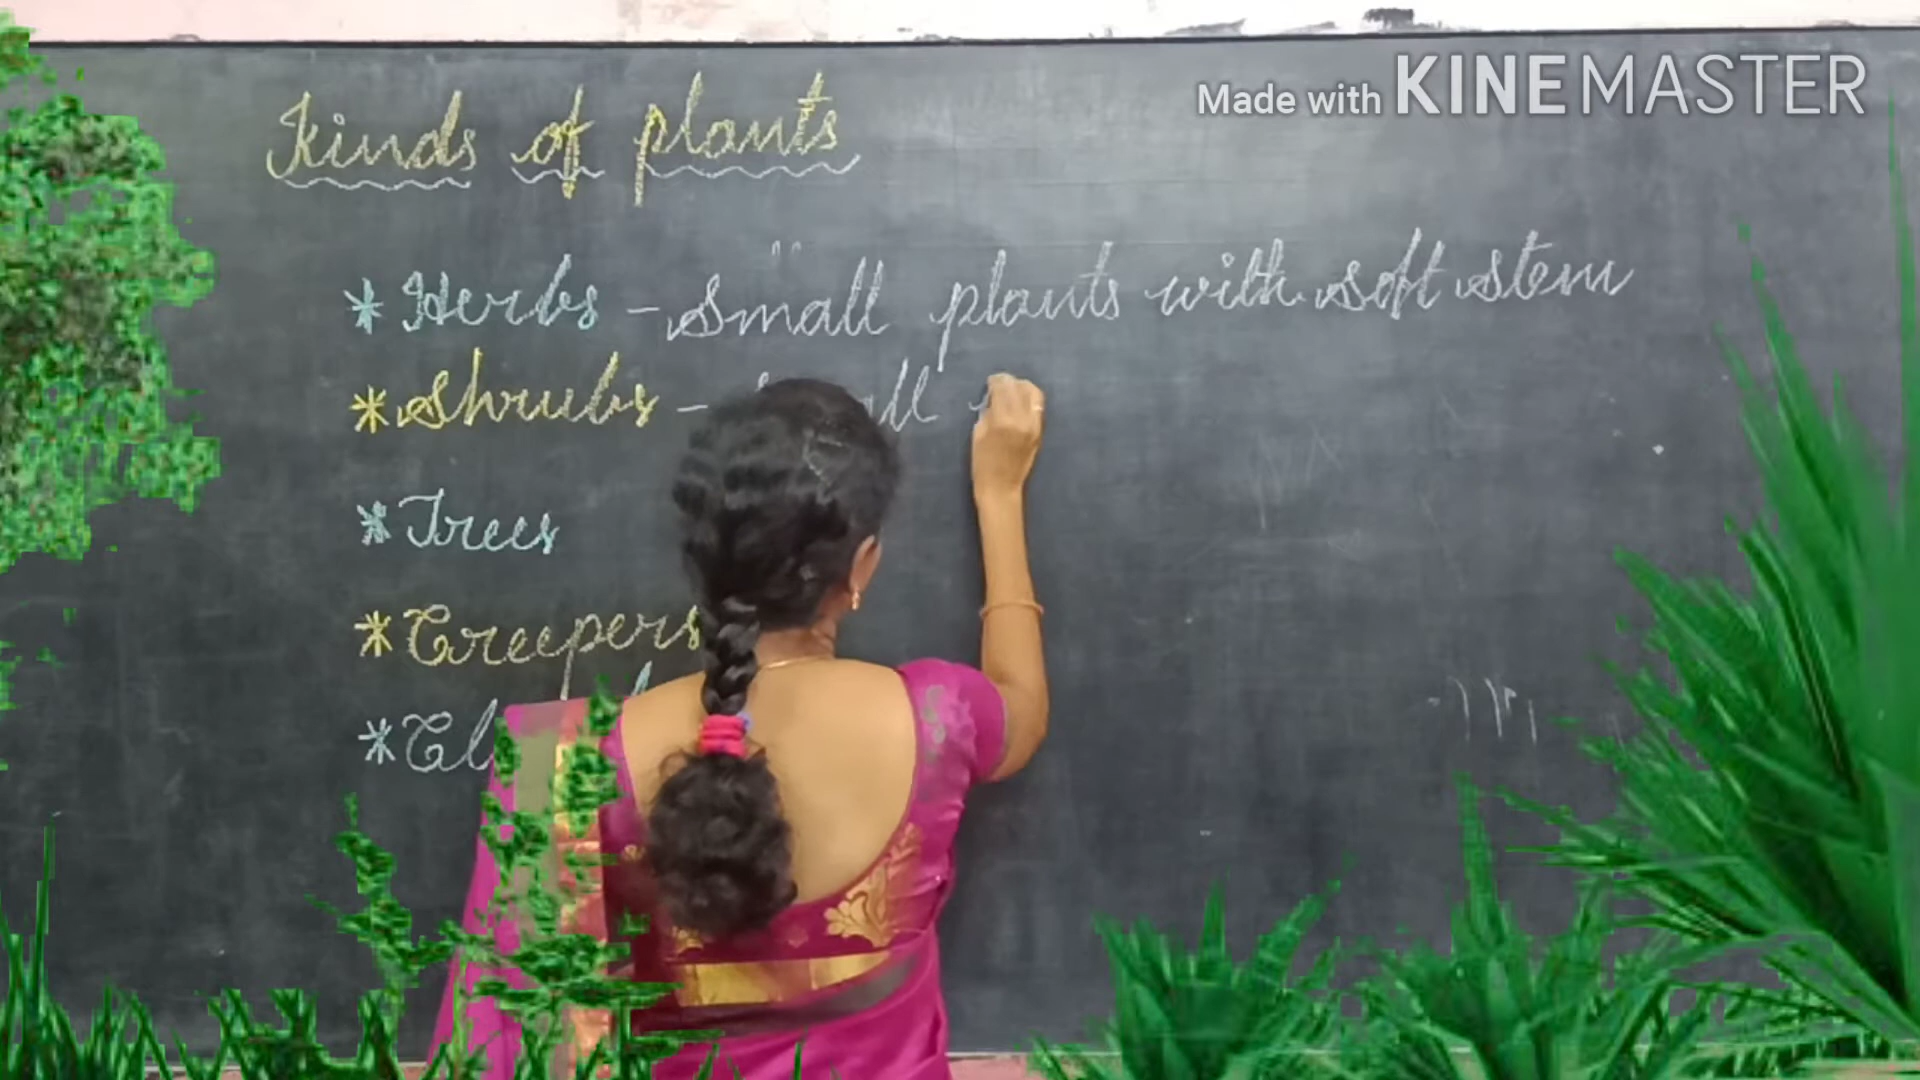 Made with KINEMASTER
Kinds of plants
* Herbs - Small plants with soft stem
* Shrubs -
* Trees
* Creepers
*